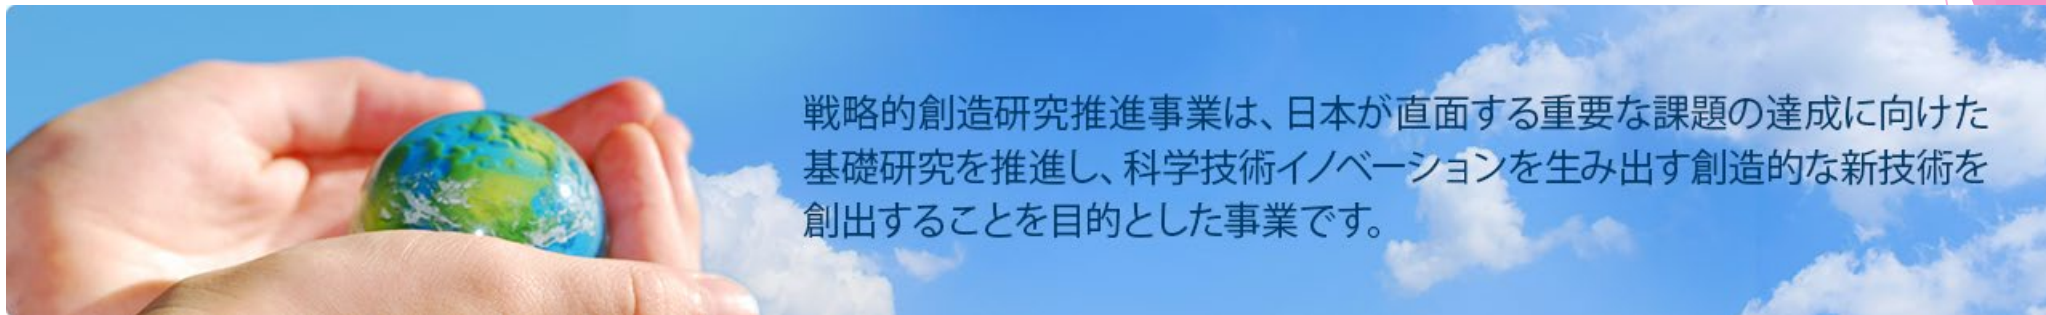 戦略的創造研究推進事業は、日本が直面する重要な課題の達成に向けた
基礎研究を推進し、科学技術イノベーションを生み出す創造的な新技術を
創出することを目的とした事業です。